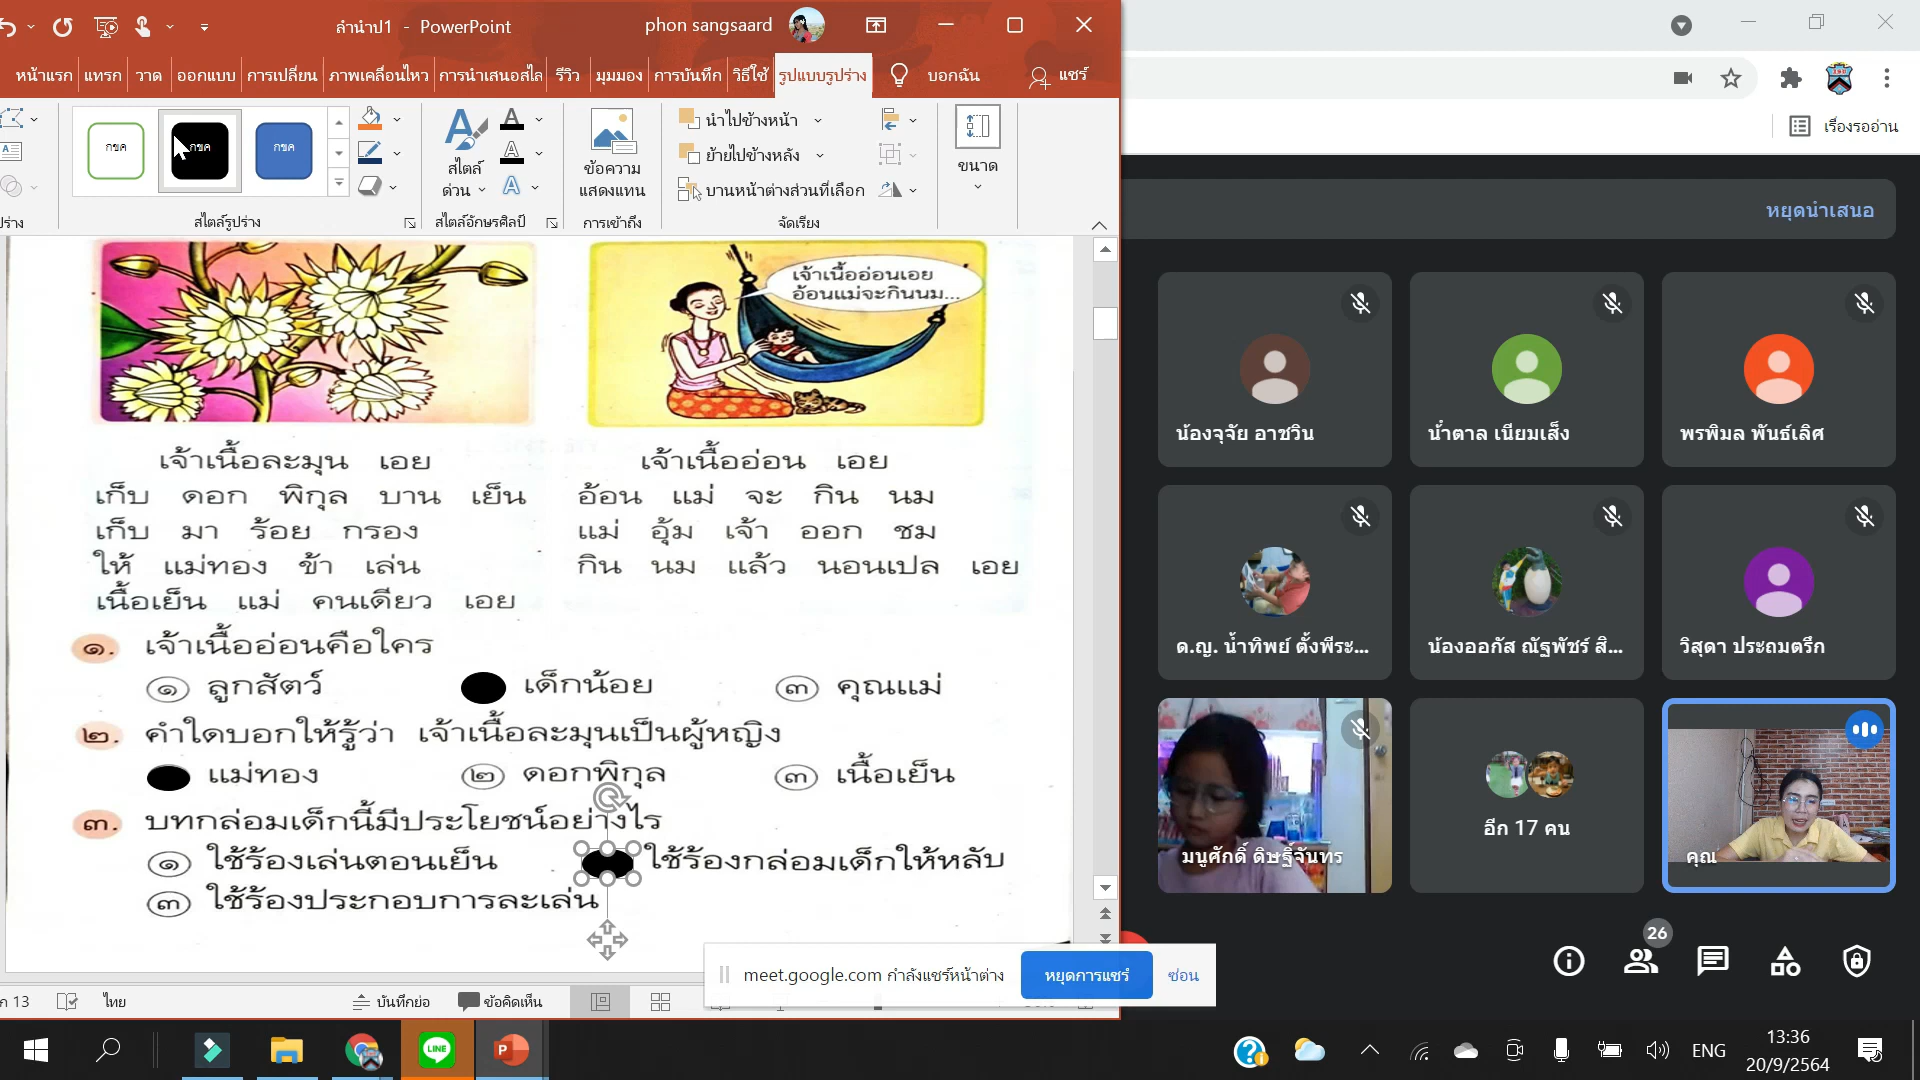 ลำนำป1 - PowerPoint
phon sangsaard
หน้าแรก แทรก วาด ออกแบบ การเปลี่ยน ภาพเคลื่อนไหว การนำเสนอสไล รีวิว มุมมอง การบันทึก วิธีใช้ รูปแบบรูปร่าง บอกฉัน แชร์
กขค กขค กขค
สไตล์
ด่วน
ข้อความ
แสดงแทน
นำไปข้างหน้า
ย้ายไปข้างหลัง
บานหน้าต่างส่วนที่เลือก
ขนาด
ปร่าง สไตล์รูปร่าง สไตล์อักษรศิลป์ การเข้าถึง จัดเรียง
เจ้าเนื้ออ่อนเอย
อ้อนแม่จะกินนม...
เจ้าเนื้อละมุน เอย
เก็บ ดอก พิกุล บาน เย็น
เก็บ มา ร้อย กรอง
ให้ แม่ทอง ข้า เล่น
เนื้อเย็น แม่ คนเดียว เอย
เจ้าเนื้ออ่อน เอย
อ้อน แม่ จะ กิน นม
แม่ อุ้ม เจ้า ออก ชม
กิน นม แล้ว นอนเปล เอย
๑. เจ้าเนื้ออ่อนคือใคร
๑ ลูกสัตว์ เด็กน้อย ๓ คุณแม่
๒. คำใดบอกให้รู้ว่า เจ้าเนื้อละมุนเป็นผู้หญิง
แม่ทอง ๒ ดอกพิกุล ๓ เนื้อเย็น
๓. บทกล่อมเด็กนี้มีประโยชน์อย่างไร
๑ ใช้ร้องเล่นตอนเย็น ใช้ร้องกล่อมเด็กให้หลับ
๓ ใช้ร้องประกอบการละเล่น
meet.google.com กำลังแชร์หน้าต่าง หยุดการแชร์ ซ่อน
ก 13 ไทย บันทึกย่อ ข้อคิดเห็น
เรื่องรออ่าน
หยุดนำเสนอ
น้องจุจัย อาชวิน
น้ำตาล เนียมเส็ง
พรพิมล พันธ์เลิศ
ด.ญ. น้ำทิพย์ ตั้งพีระ...
น้องออกัส ณัฐพัชร์ สิ...
วิสุดา ประถมตรีก
มนูศักดิ์ ดิษฐ์จันทร
อีก 17 คน
คุณ
26
LINE
ENG
13:36
20/9/2564